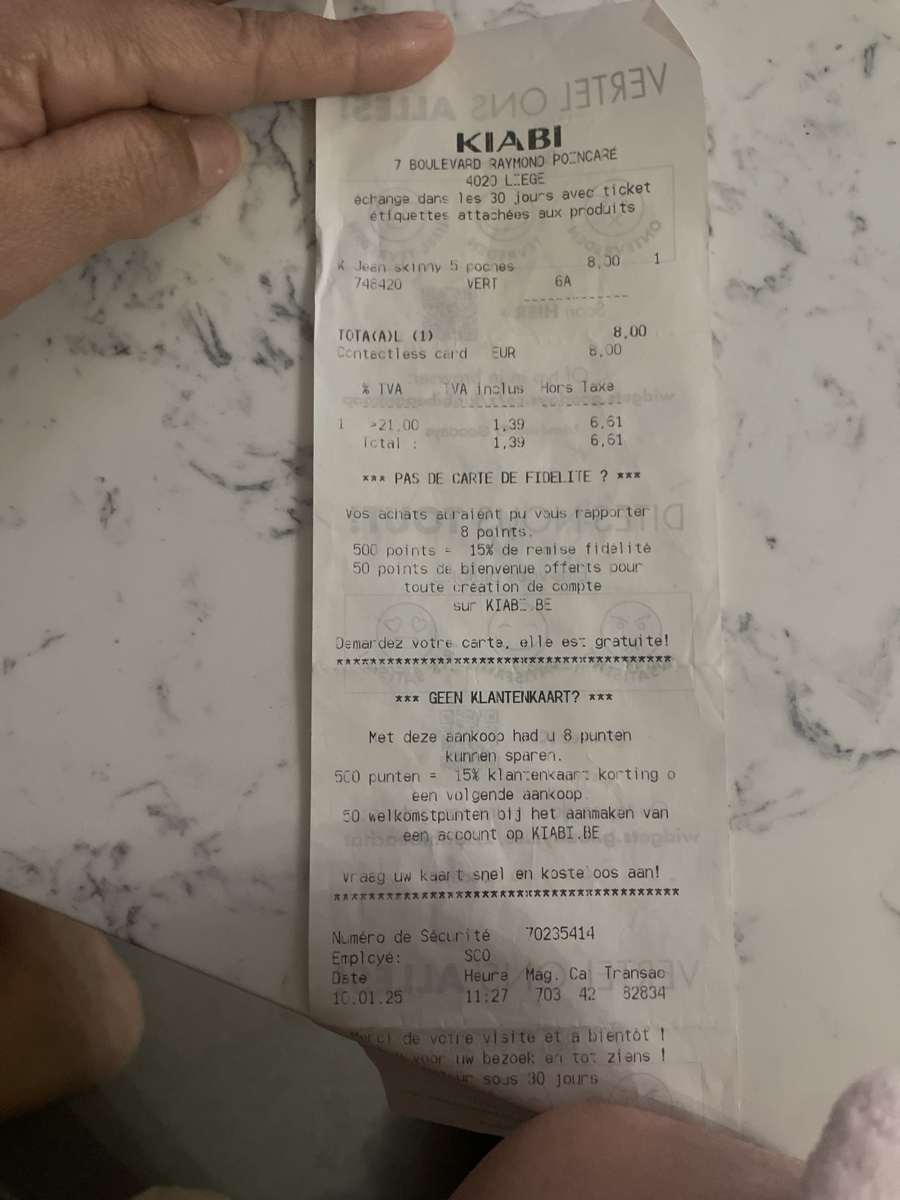 KIABI
7 BOULEVARD RAYMOND POINCARÉ
4020 LIEGE
échange dans les 30 jours avec ticket
étiquettes attachées aux produits
K Jean skinny 5 poches 8,00 1
748420 VERT 6A
TOTA(A)L (1) 8,00
Contactless card EUR 8,00
% TVA TVA inclus Hors Taxe
1 >21,00 1,39 6,61
Total : 1,39 6,61
*** PAS DE CARTE DE FIDELITE ? ***
Vos achats auraient pu vous rapporter
8 points.
500 points = 15% de remise fidélité
50 points de bienvenue offerts pour
toute création de compte
sur KIABI.BE
Demandez votre carte, elle est gratuite!
*** GEEN KLANTENKAART? ***
Met deze aankoop had u 8 punten
kunnen sparen.
500 punten = 15% klantenkaart korting o
een volgende aankoop.
50 welkomstpunten bij het aanmaken van
een account op KIABI.BE
Vraag uw kaart snel en kosteloos aan!
Numéro de Sécurité 70235414
Employé: SCO
Date Heure Mag. Cai Transac
10.01.25 11:27 703 42 82834
Merci de votre visite et à bientôt !
voor uw bezoek en tot ziens !
sous 30 jours
VERTEL ONS ALLES!